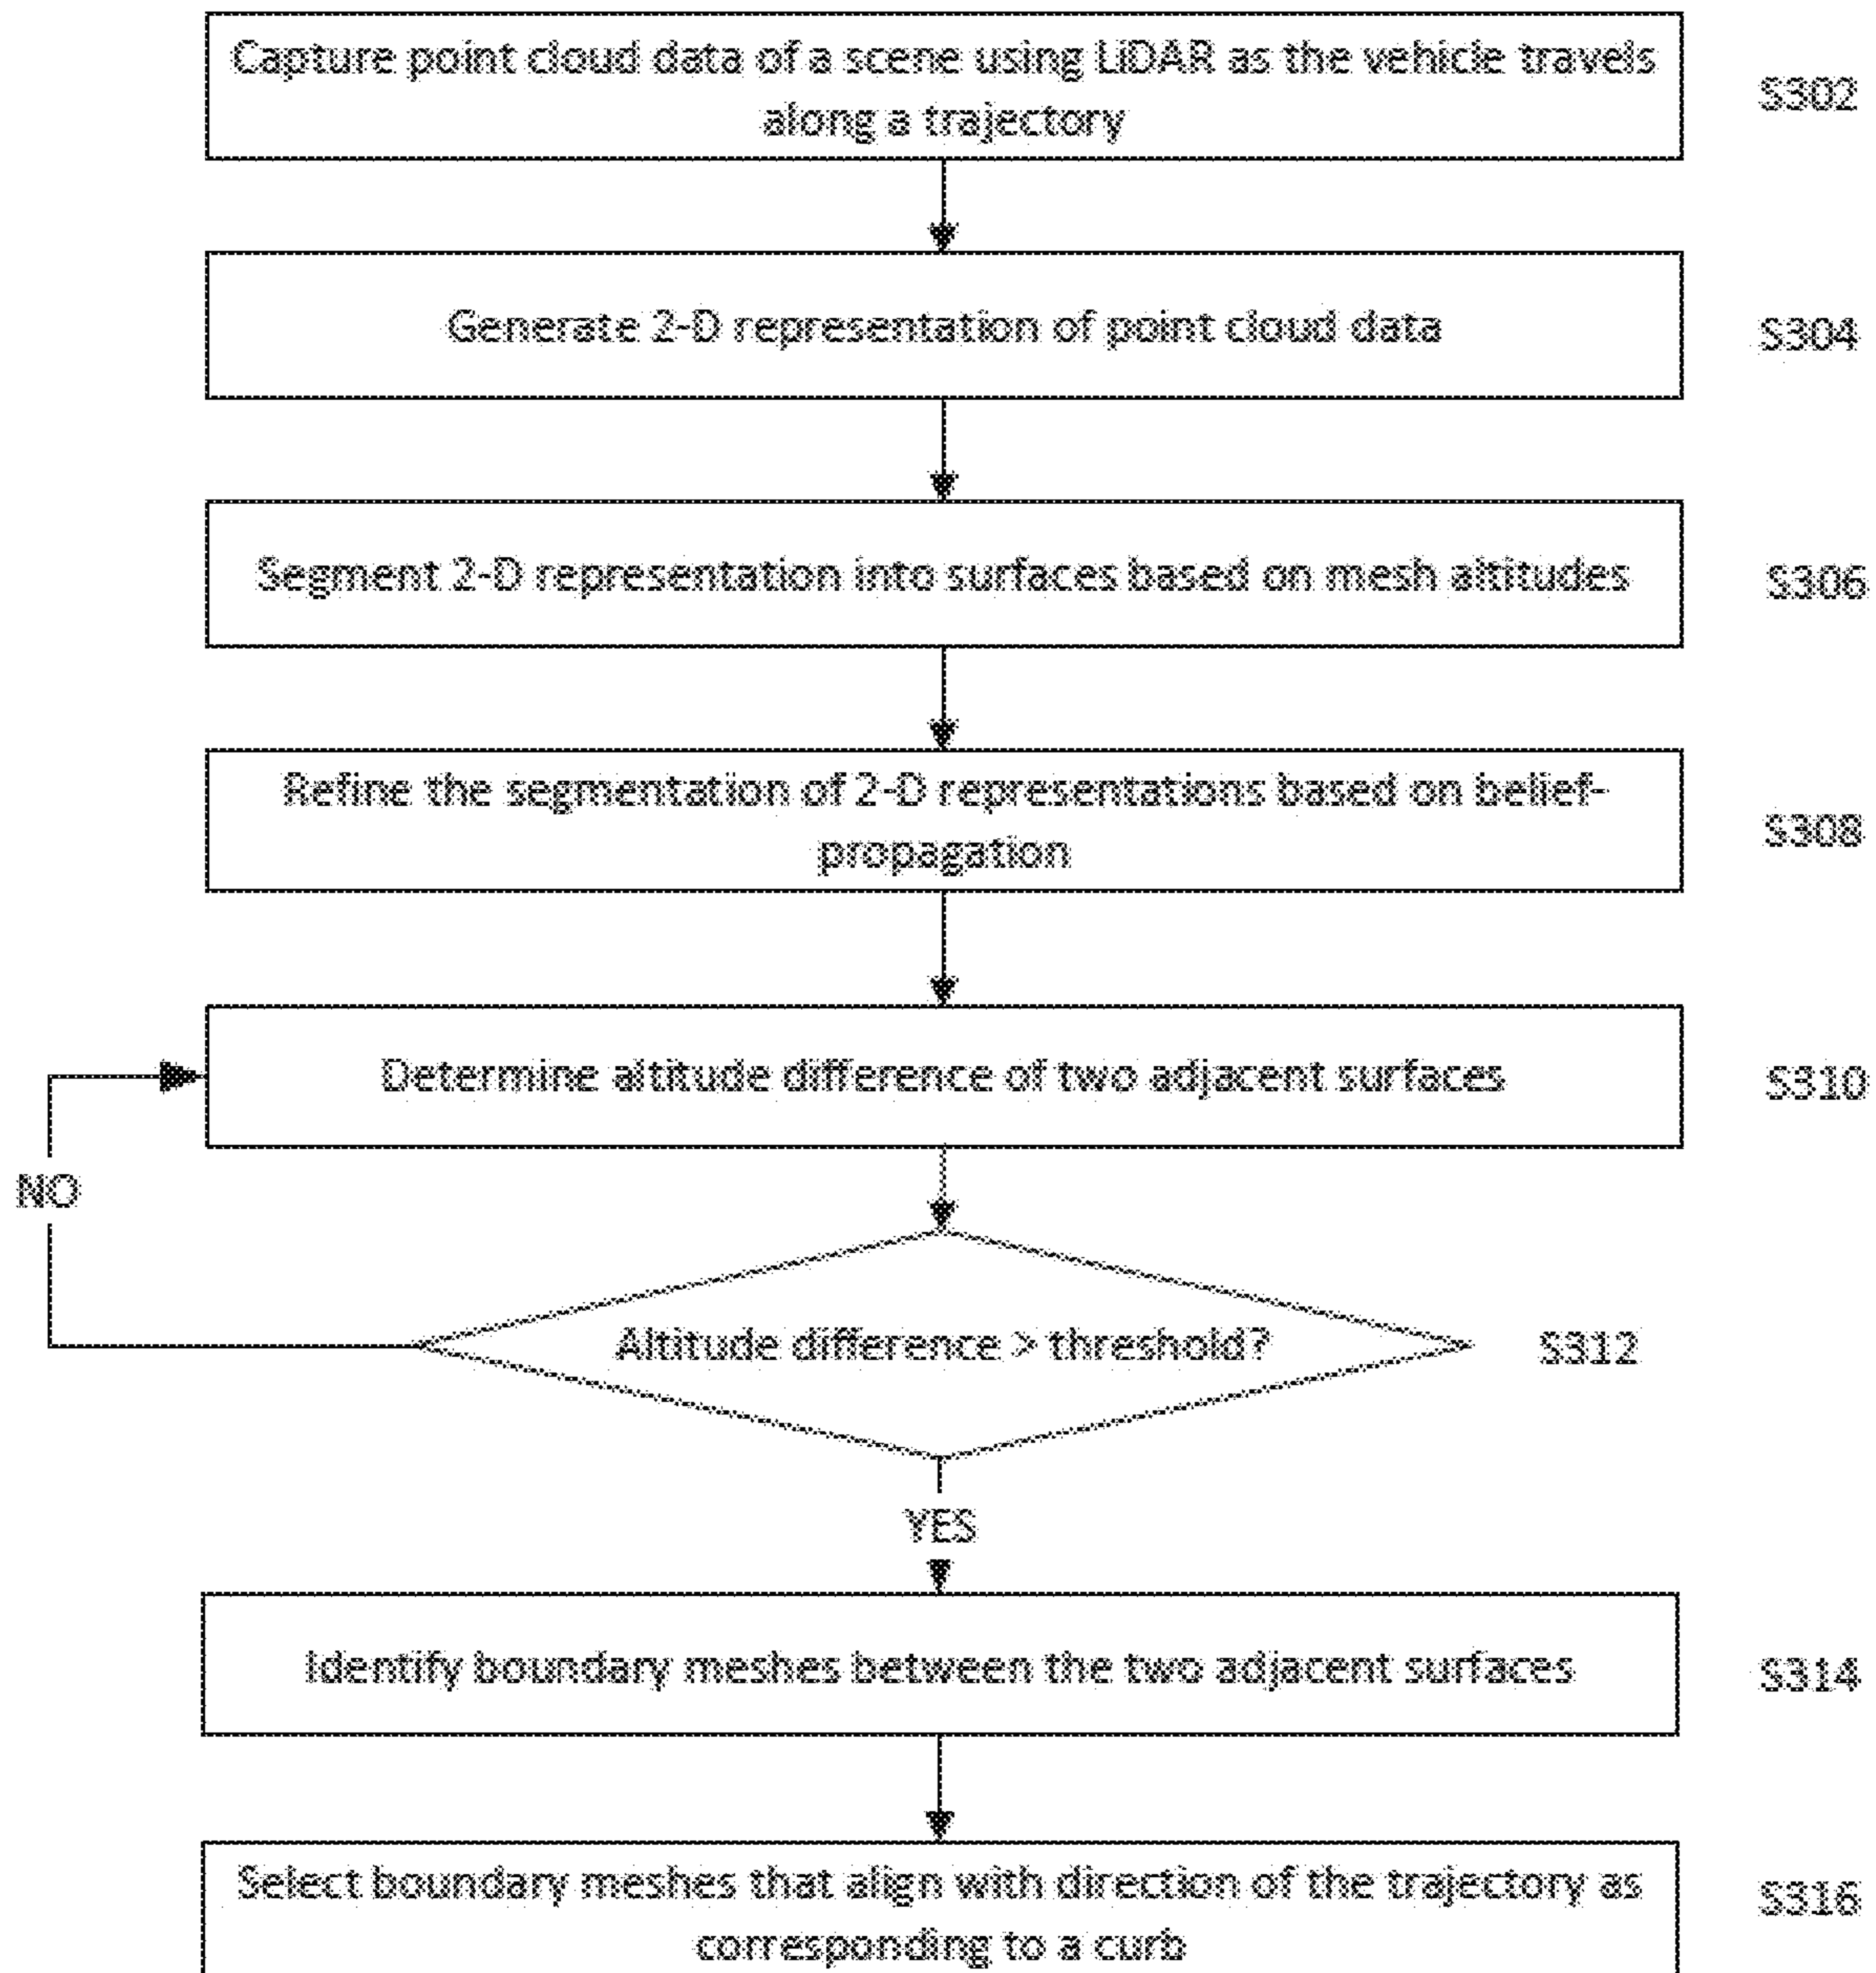 Capture point cloud data of a scene using LiDAR as the vehicle travels
along a trajectory
S302
Generate 2-D representation of point cloud data
S304
Segment 2-D representation into surfaces based on mesh altitudes
S306
Refine the segmentation of 2-D representations based on belief-
propagation
S308
Determine altitude difference of two adjacent surfaces
S310
NO
Altitude difference > threshold?
S312
YES
Identify boundary meshes between the two adjacent surfaces
S314
Select boundary meshes that align with direction of the trajectory as
corresponding to a curb
S316